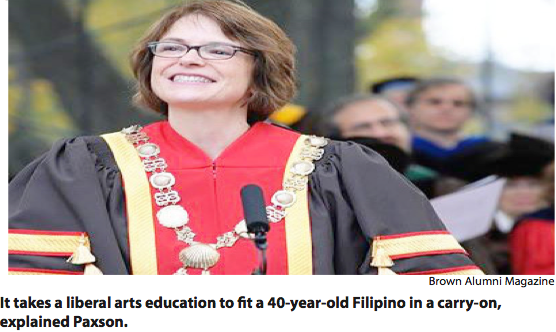 Brown Alumni Magazine
It takes a liberal arts education to fit a 40-year-old Filipino in a carry-on,
explained Paxson.